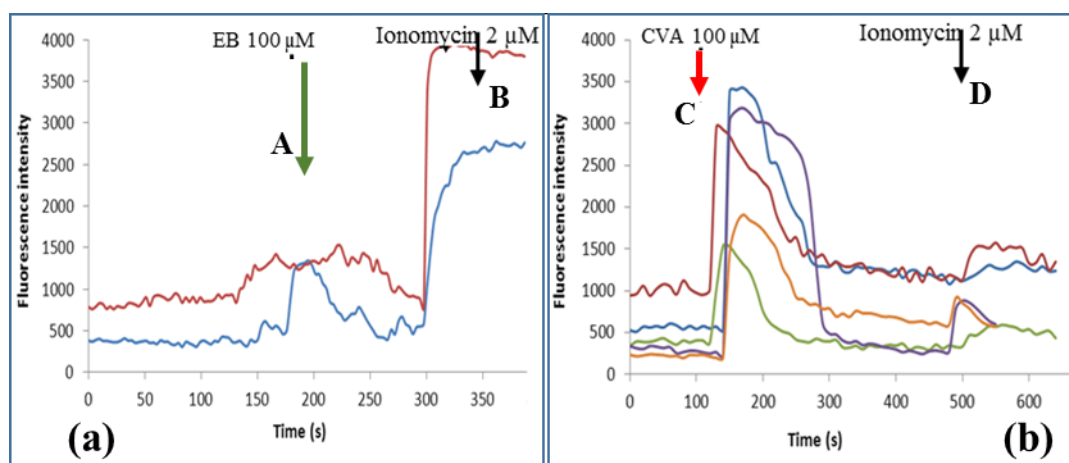 EB 100 µM
Ionomycin 2 µM
A
B
Fluorescence intensity
4000
3500
3000
2500
2000
1500
1000
500
0
0 50 100 150 200 250 300 350
Time (s)
(a)
CVA 100 µM
Ionomycin 2 µM
C
D
Fluorescence intensity
4000
3500
3000
2500
2000
1500
1000
500
0
0 100 200 300 400 500 600
Time (s)
(b)